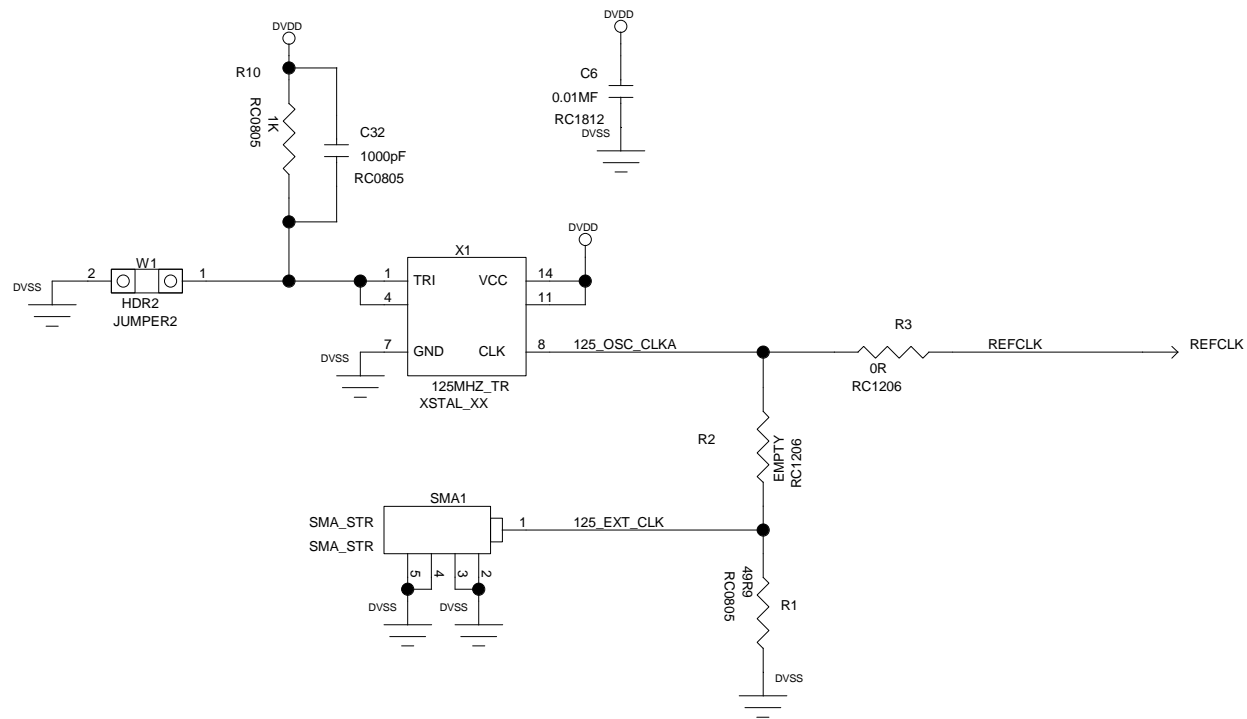 DVDD
R10
1K
RC0805
C32
1000pF
RC0805
DVDD
C6
0.01MF
RC1812
DVSS
DVDD
X1
W1
2
1
DVSS
HDR2
JUMPER2
1
TRI
VCC
14
4
11
DVSS
7
GND
CLK
8
125_OSC_CLKA
125MHZ_TR
XSTAL_XX
R3
0R
RC1206
REFCLK
REFCLK
R2
EMPTY
RC1206
SMA1
SMA_STR
SMA_STR
1
125_EXT_CLK
5
4
3
2
DVSS
DVSS
49R9
RC0805
R1
DVSS